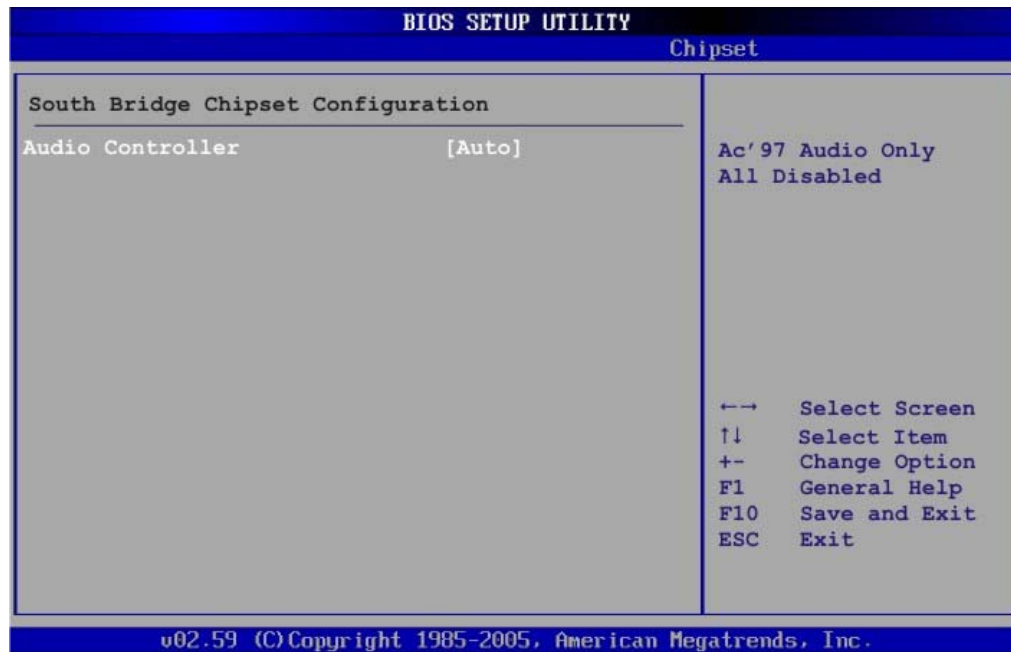 BIOS SETUP UTILITY
Chipset
South Bridge Chipset Configuration
Audio Controller [Auto]
Ac'97 Audio Only
All Disabled
←→ Select Screen
↑↓ Select Item
+- Change Option
F1 General Help
F10 Save and Exit
ESC Exit
v02.59 (C)Copyright 1985-2005, American Megatrends, Inc.